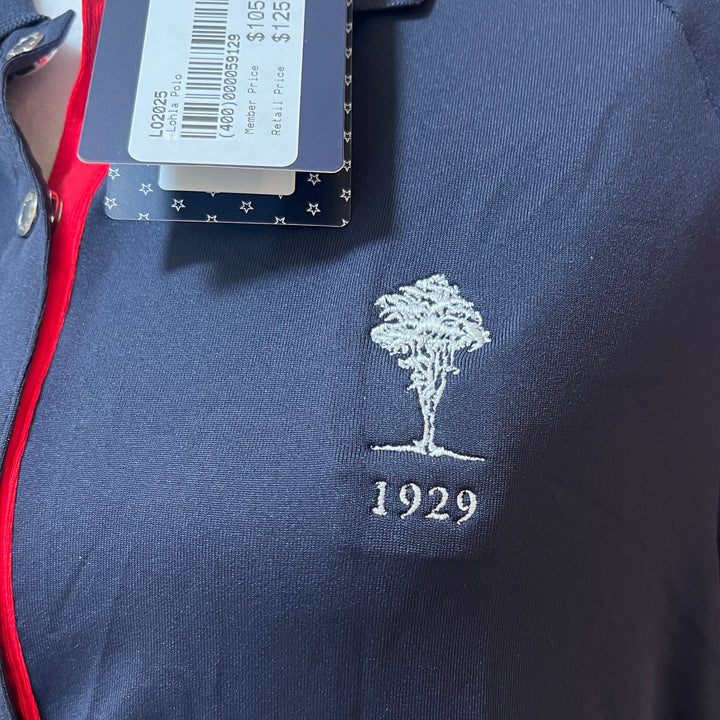 LO2025
Lohla Polo
(400)000059129
Member Price $105
Retail Price $125
1929